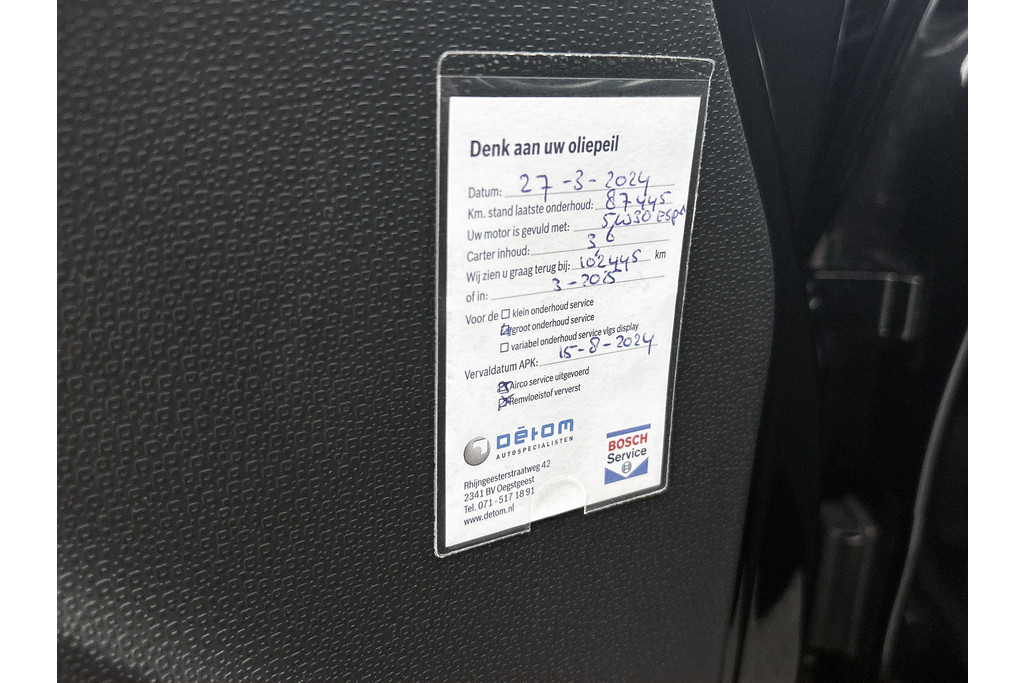 Denk aan uw oliepeil
Datum: 27-3-2024
Km. stand laatste onderhoud: 87445
Uw motor is gevuld met: 5W30
Carter inhoud: 3,6
Wij zien u graag terug bij: 102445 km
of in: 3-2025
Voor de klein onderhoud service
groot onderhoud service
variabel onderhoud service vlgs display
Vervaldatum APK: 15-8-2024
Airco service uitgevoerd
Remvloeistof ververst
Détom
AUTOSPECIALISTEN
BOSCH
Service
Rhijngeesterstraatweg 42
2341 BV Oegstgeest
Tel. 071 - 517 18 91
www.detom.nl